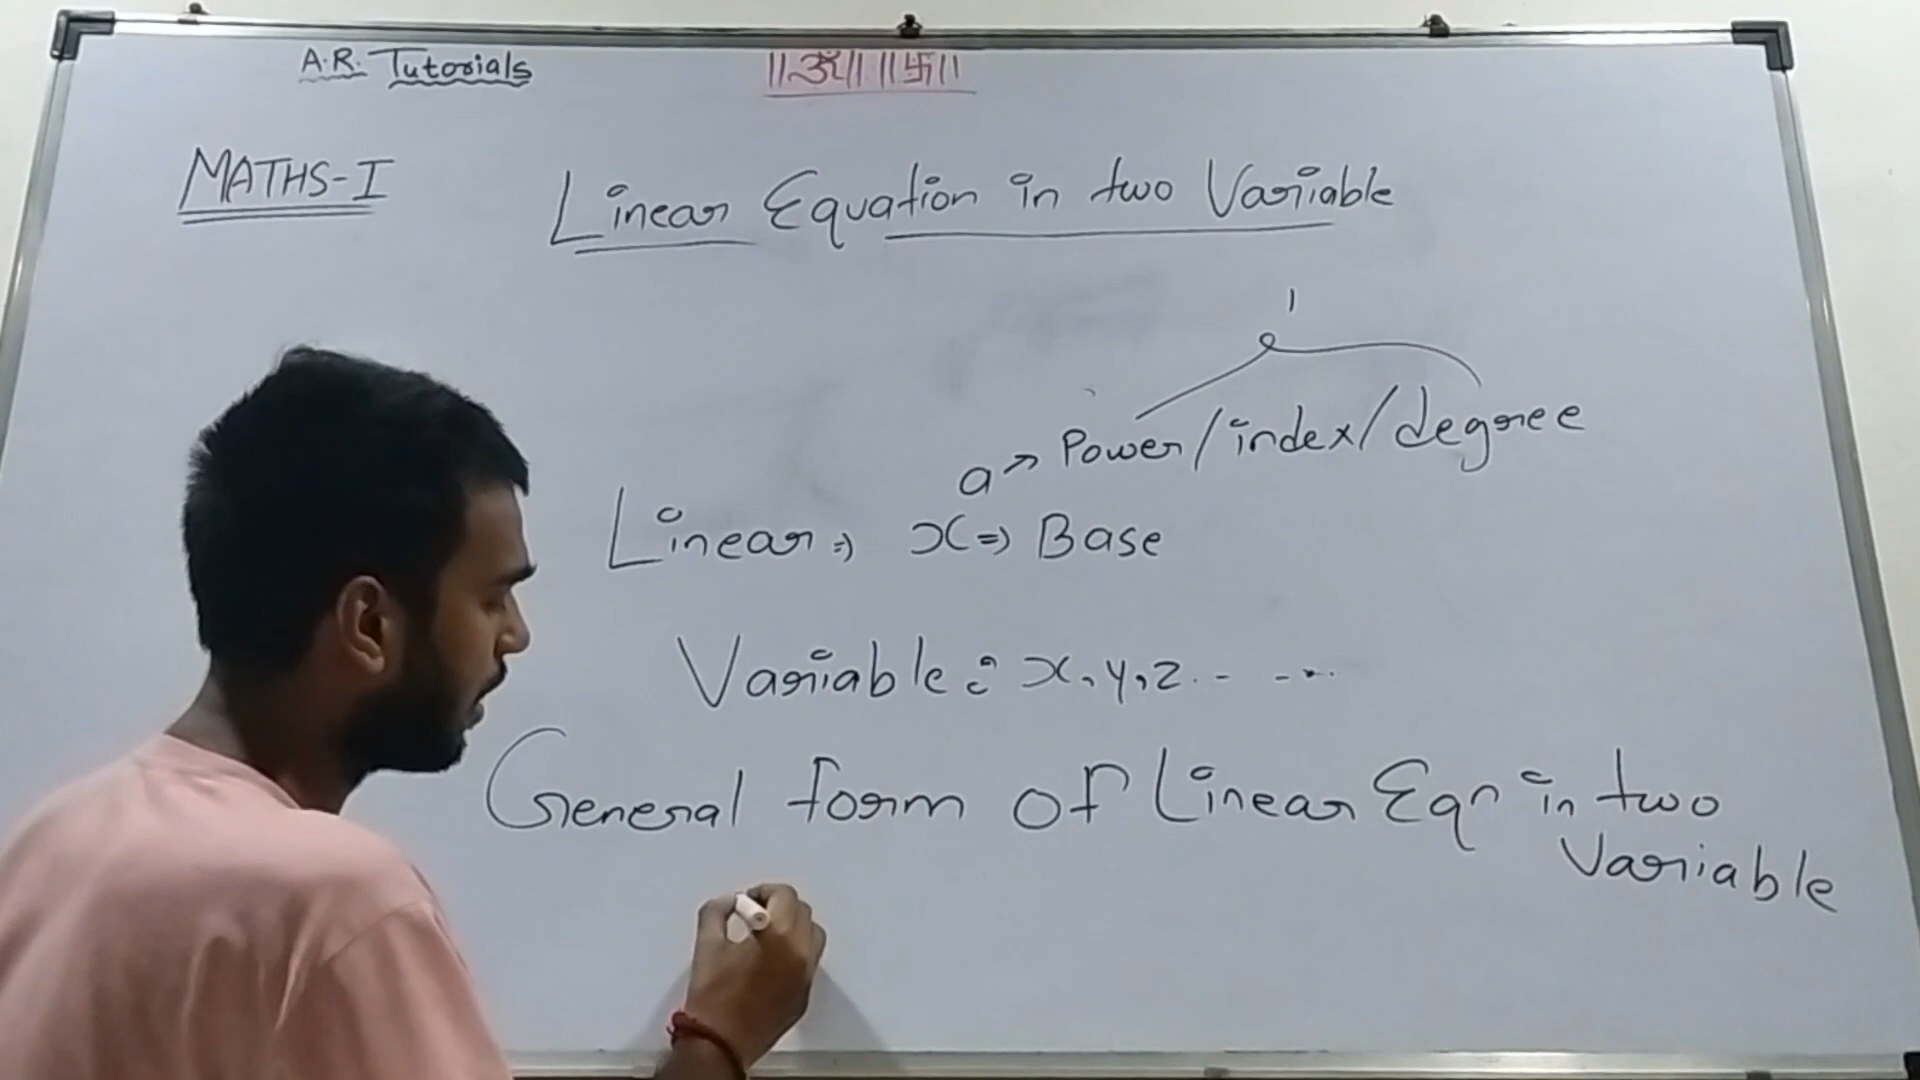 A.R. Tutorials
||ॐ|| ||卐||
MATHS-I
Linear Equation in two Variable
1
a → Power/index/degree
Linear ⇒ x ⇒ Base
Variable : x, y, z.. ....
General form of Linear Eqn in two
Variable